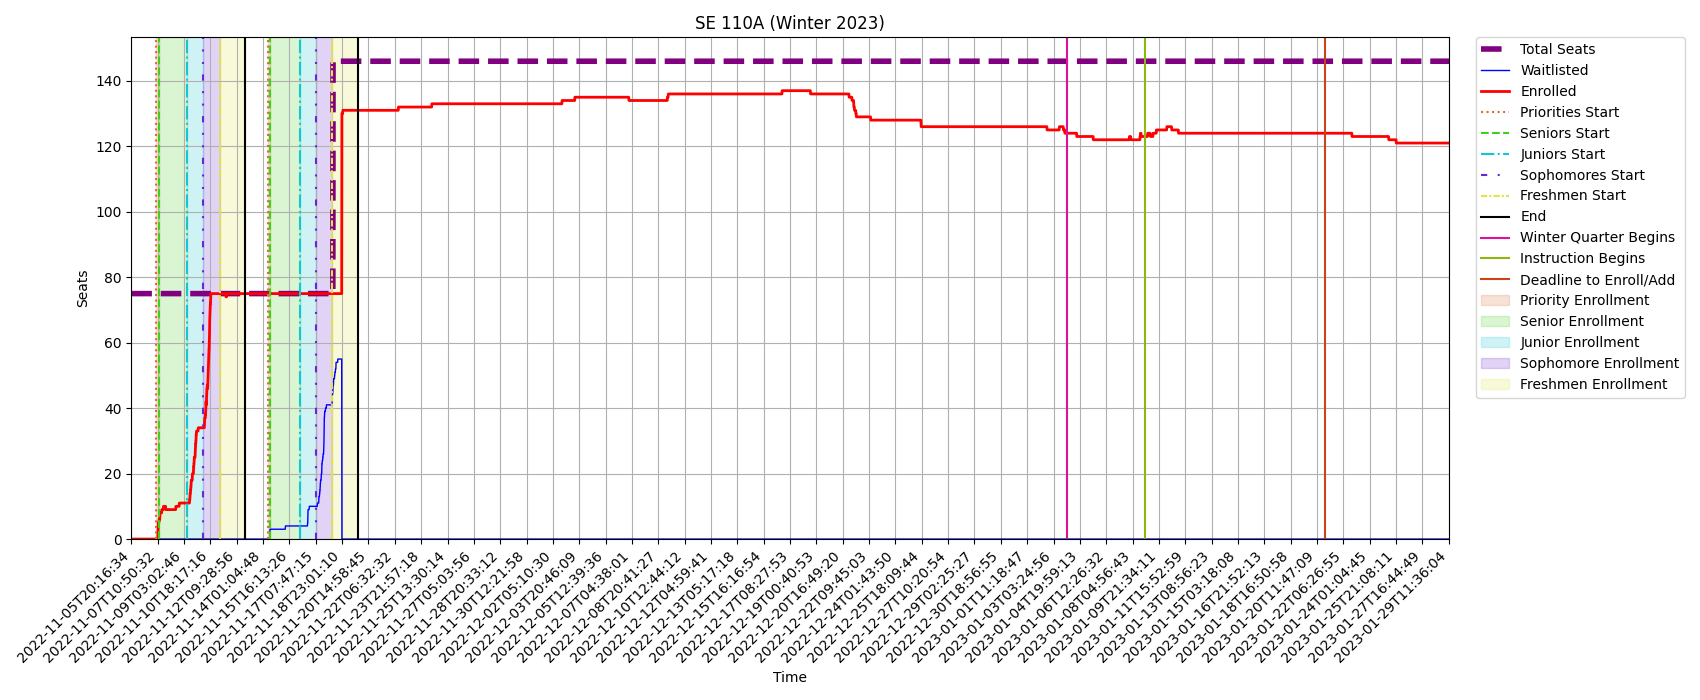 SE 110A (Winter 2023)
Seats
140
120
100
80
60
40
20
0
2022-11-05T20:16:34
2022-11-07T10:50:32
2022-11-09T03:02:46
2022-11-10T18:17:16
2022-11-12T09:28:56
2022-11-14T01:04:48
2022-11-15T16:13:26
2022-11-17T07:47:15
2022-11-18T23:01:10
2022-11-20T14:58:45
2022-11-22T06:32:32
2022-11-23T21:57:18
2022-11-25T13:30:14
2022-11-27T05:03:56
2022-11-28T20:33:12
2022-11-30T12:21:58
2022-12-02T05:10:30
2022-12-03T20:46:09
2022-12-05T12:39:36
2022-12-07T04:38:01
2022-12-08T20:41:27
2022-12-10T12:44:12
2022-12-12T04:59:41
2022-12-13T05:17:18
2022-12-15T16:16:54
2022-12-17T08:27:53
2022-12-19T00:40:53
2022-12-20T16:49:20
2022-12-22T09:45:03
2022-12-24T01:43:50
2022-12-25T18:09:44
2022-12-27T10:20:54
2022-12-29T02:25:27
2022-12-30T18:56:55
2023-01-01T11:18:47
2023-01-03T03:24:56
2023-01-04T19:59:13
2023-01-06T12:26:32
2023-01-08T04:56:43
2023-01-09T21:34:11
2023-01-11T15:52:59
2023-01-13T08:56:23
2023-01-15T03:18:08
2023-01-16T21:52:13
2023-01-18T16:50:58
2023-01-20T11:47:09
2023-01-22T06:26:55
2023-01-24T01:04:45
2023-01-25T21:08:11
2023-01-27T16:44:49
2023-01-29T11:36:04
Time
Total Seats
Waitlisted
Enrolled
Priorities Start
Seniors Start
Juniors Start
Sophomores Start
Freshmen Start
End
Winter Quarter Begins
Instruction Begins
Deadline to Enroll/Add
Priority Enrollment
Senior Enrollment
Junior Enrollment
Sophomore Enrollment
Freshmen Enrollment